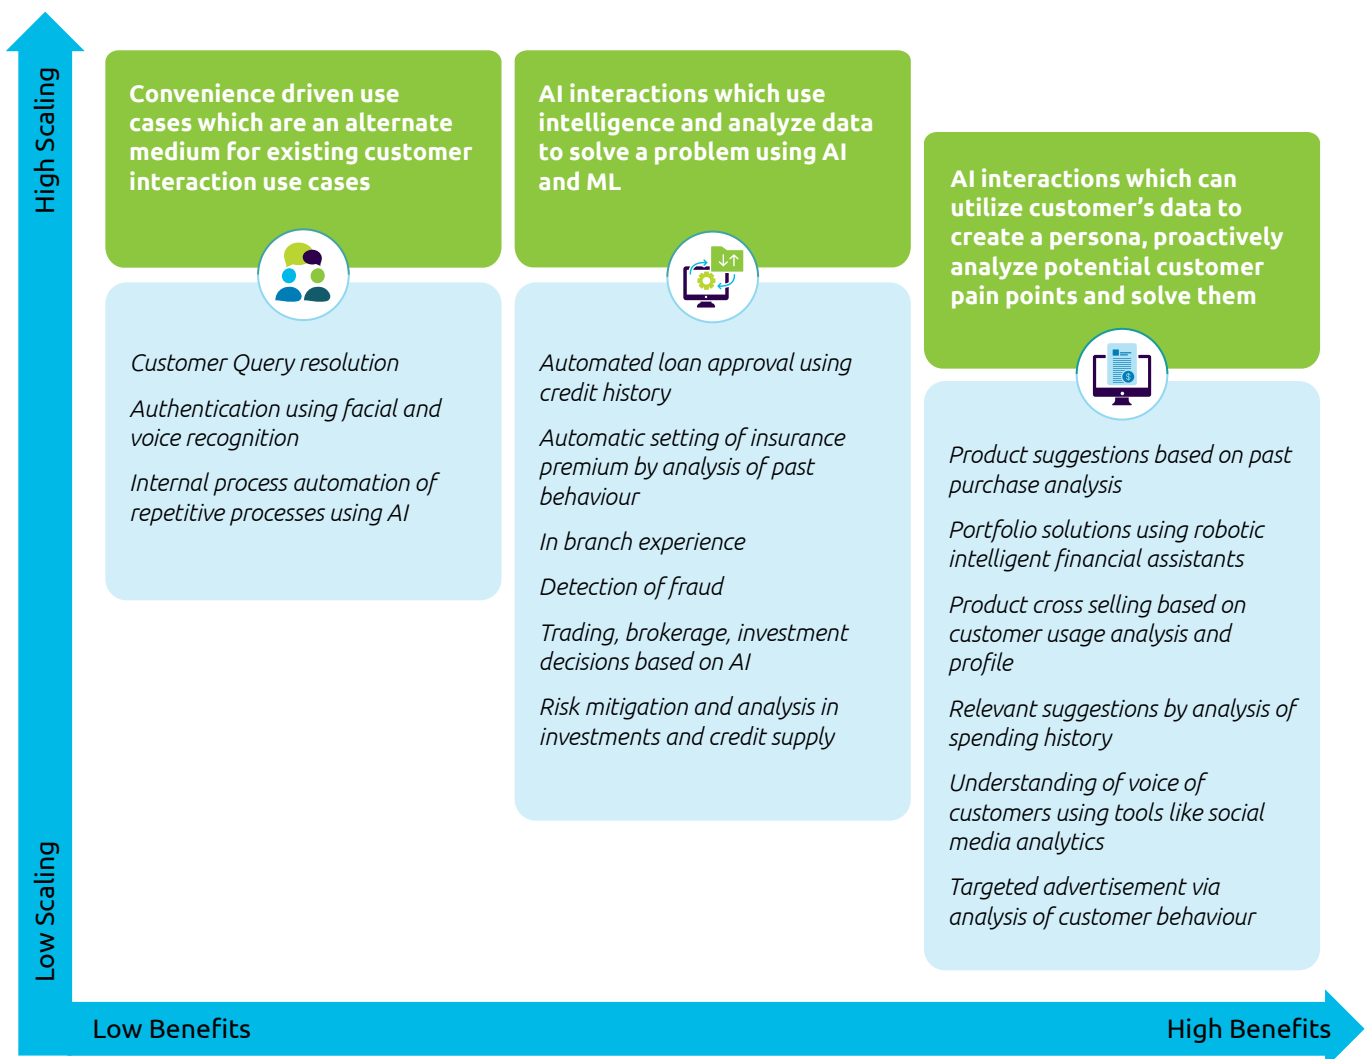 High Scaling
Low Scaling
Convenience driven use
cases which are an alternate
medium for existing customer
interaction use cases
Customer Query resolution
Authentication using facial and
voice recognition
Internal process automation of
repetitive processes using AI
AI interactions which use
intelligence and analyze data
to solve a problem using AI
and ML
Automated loan approval using
credit history
Automatic setting of insurance
premium by analysis of past
behaviour
In branch experience
Detection of fraud
Trading, brokerage, investment
decisions based on AI
Risk mitigation and analysis in
investments and credit supply
AI interactions which can
utilize customer’s data to
create a persona, proactively
analyze potential customer
pain points and solve them
$
Product suggestions based on past
purchase analysis
Portfolio solutions using robotic
intelligent financial assistants
Product cross selling based on
customer usage analysis and
profile
Relevant suggestions by analysis of
spending history
Understanding of voice of
customers using tools like social
media analytics
Targeted advertisement via
analysis of customer behaviour
Low Benefits
High Benefits